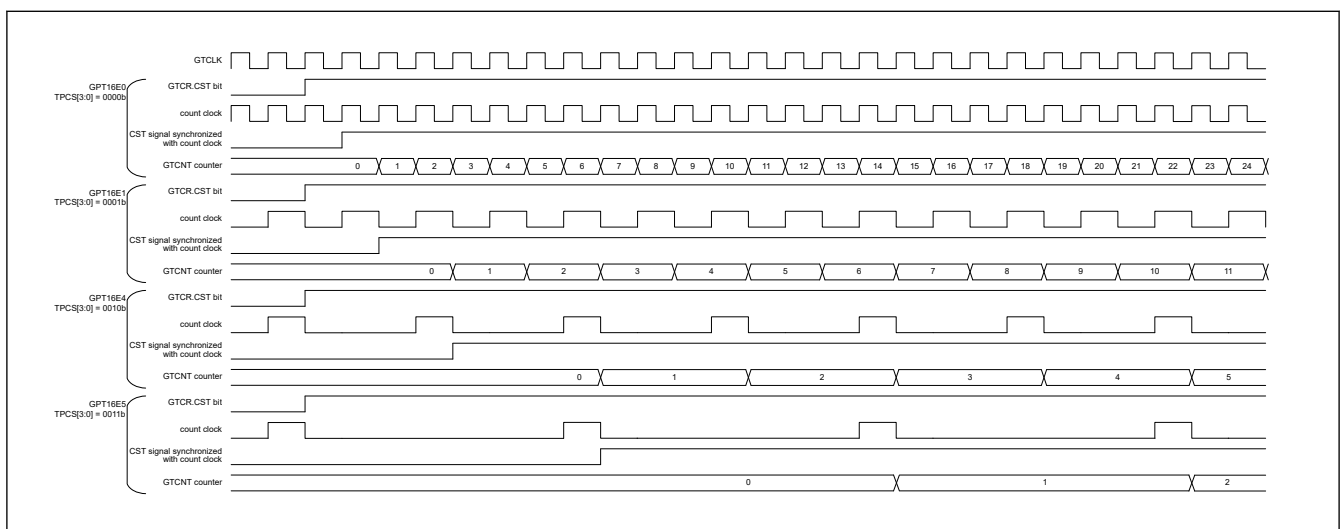 GTCLK
GPT16E0
TPCS[3:0] = 0000b
GTCR.CST bit
count clock
CST signal synchronized
with count clock
GTCNT counter
0 1 2 3 4 5 6 7 8 9 10 11 12 13 14 15 16 17 18 19 20 21 22 23 24
GPT16E1
TPCS[3:0] = 0001b
GTCR.CST bit
count clock
CST signal synchronized
with count clock
GTCNT counter
0 1 2 3 4 5 6 7 8 9 10 11
GPT16E4
TPCS[3:0] = 0010b
GTCR.CST bit
count clock
CST signal synchronized
with count clock
GTCNT counter
0 1 2 3 4 5
GPT16E5
TPCS[3:0] = 0011b
GTCR.CST bit
count clock
CST signal synchronized
with count clock
GTCNT counter
0 1 2